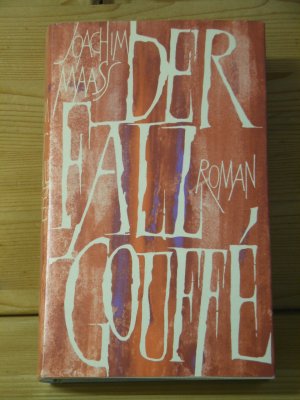 JOACHIM
MAASS
DER
FALL
ROMAN
GOUFFÉ